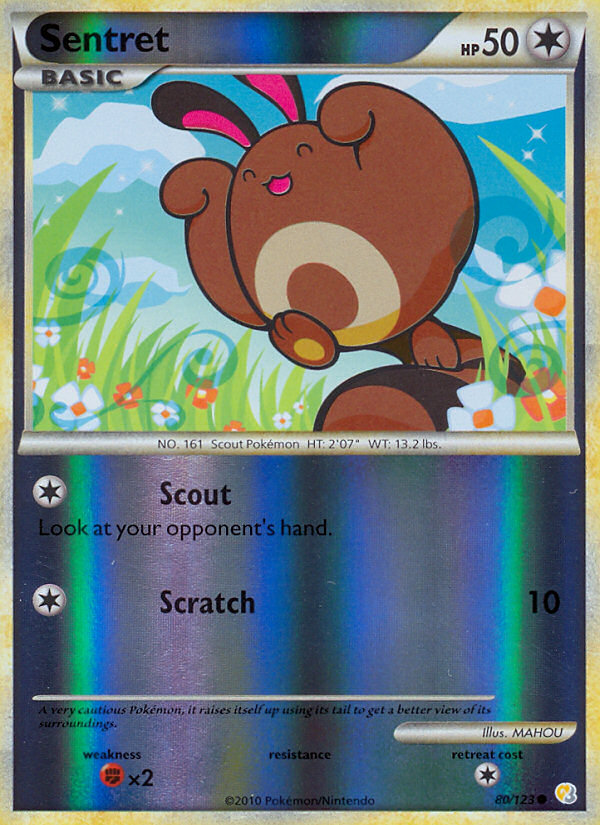 Sentret
HP 50
BASIC
NO. 161 Scout Pokémon HT: 2'07" WT: 13.2 lbs.
Scout
Look at your opponent's hand.
Scratch 10
A very cautious Pokémon, it raises itself up using its tail to get a better view of its
surroundings.
Illus. MAHOU
weakness resistance retreat cost
×2
©2010 Pokémon/Nintendo 80/123